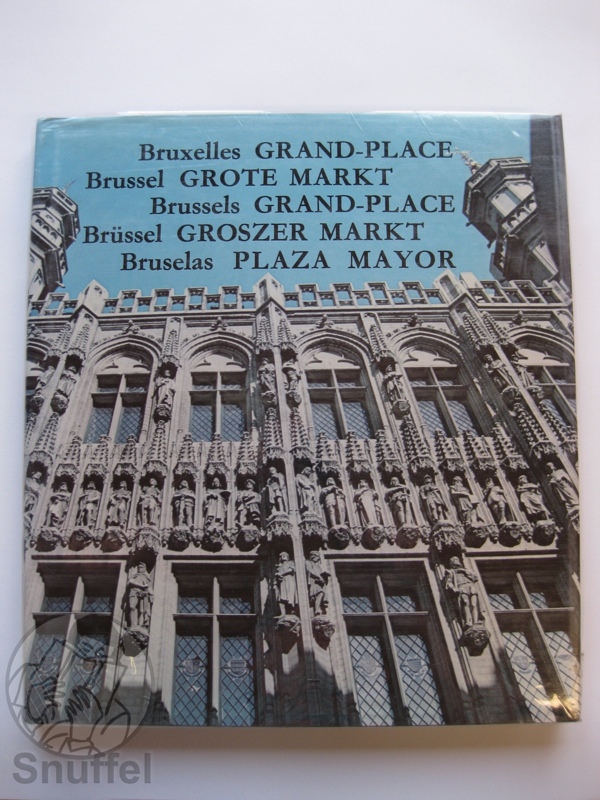 Bruxelles GRAND-PLACE
Brussel GROTE MARKT
Brussels GRAND-PLACE
Brüssel GROSZER MARKT
Bruselas PLAZA MAYOR
Snuffel